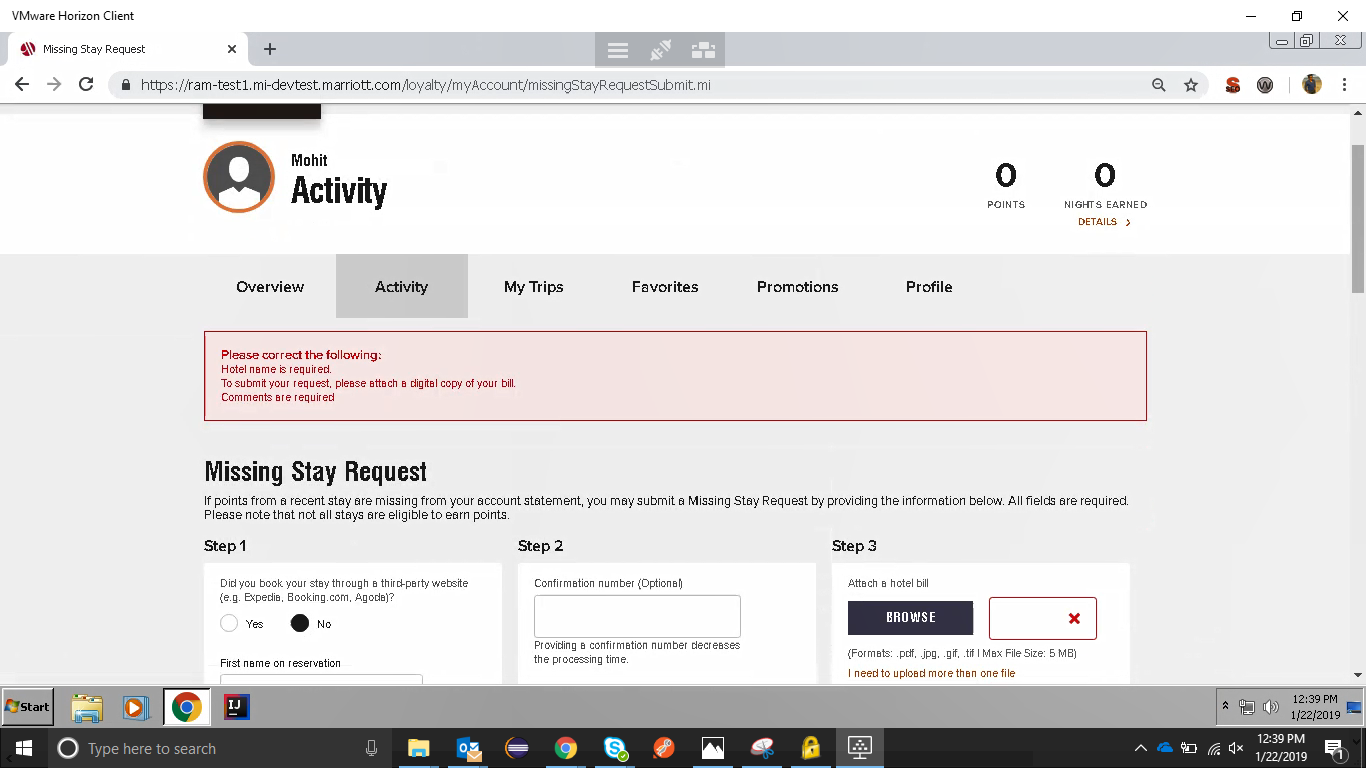 VMware Horizon Client
Missing Stay Request
https://ram-test1.mi-devtest.marriott.com/loyalty/myAccount/missingStayRequestSubmit.mi
Mohit
Activity
0
POINTS
0
NIGHTS EARNED
DETAILS >
Overview
Activity
My Trips
Favorites
Promotions
Profile
Please correct the following:
Hotel name is required.
To submit your request, please attach a digital copy of your bill.
Comments are required
Missing Stay Request
If points from a recent stay are missing from your account statement, you may submit a Missing Stay Request by providing the information below. All fields are required.
Please note that not all stays are eligible to earn points.
Step 1
Did you book your stay through a third-party website
(e.g. Expedia, Booking.com, Agoda)?
Yes
No
First name on reservation
Step 2
Confirmation number (Optional)
Providing a confirmation number decreases
the processing time.
Step 3
Attach a hotel bill
BROWSE
(Formats: .pdf, .jpg, .gif, .tif | Max File Size: 5 MB)
I need to upload more than one file
Start
IJ
12:39 PM
1/22/2019
Type here to search
12:39 PM
1/22/2019
1